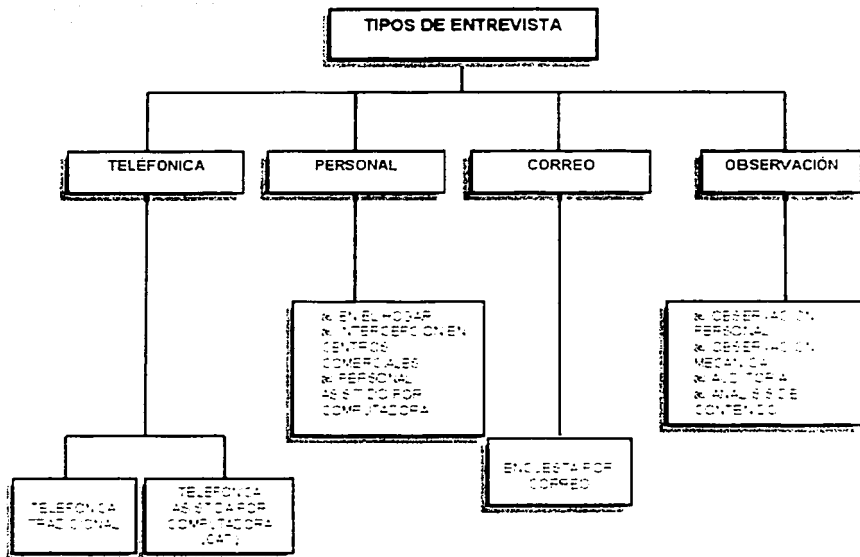 TIPOS DE ENTREVISTA
TELEFONICA
PERSONAL
CORREO
OBSERVACIÓN
EN EL HOGAR
INTERCEPCION EN
CENTROS
COMERCIALES
PERSONAL
ASISTIDO POR
COMPUTADORA
OBSERVACION
PERSONAL
OBSERVACION
MECANICA
AUDITORIA
ANALISIS DE
CONTENIDO
ENCUESTA POR
CORREO
TELEFONICA
TRADICIONAL
TELEFONICA
ASISTIDA POR
COMPUTADORA
(CATI)